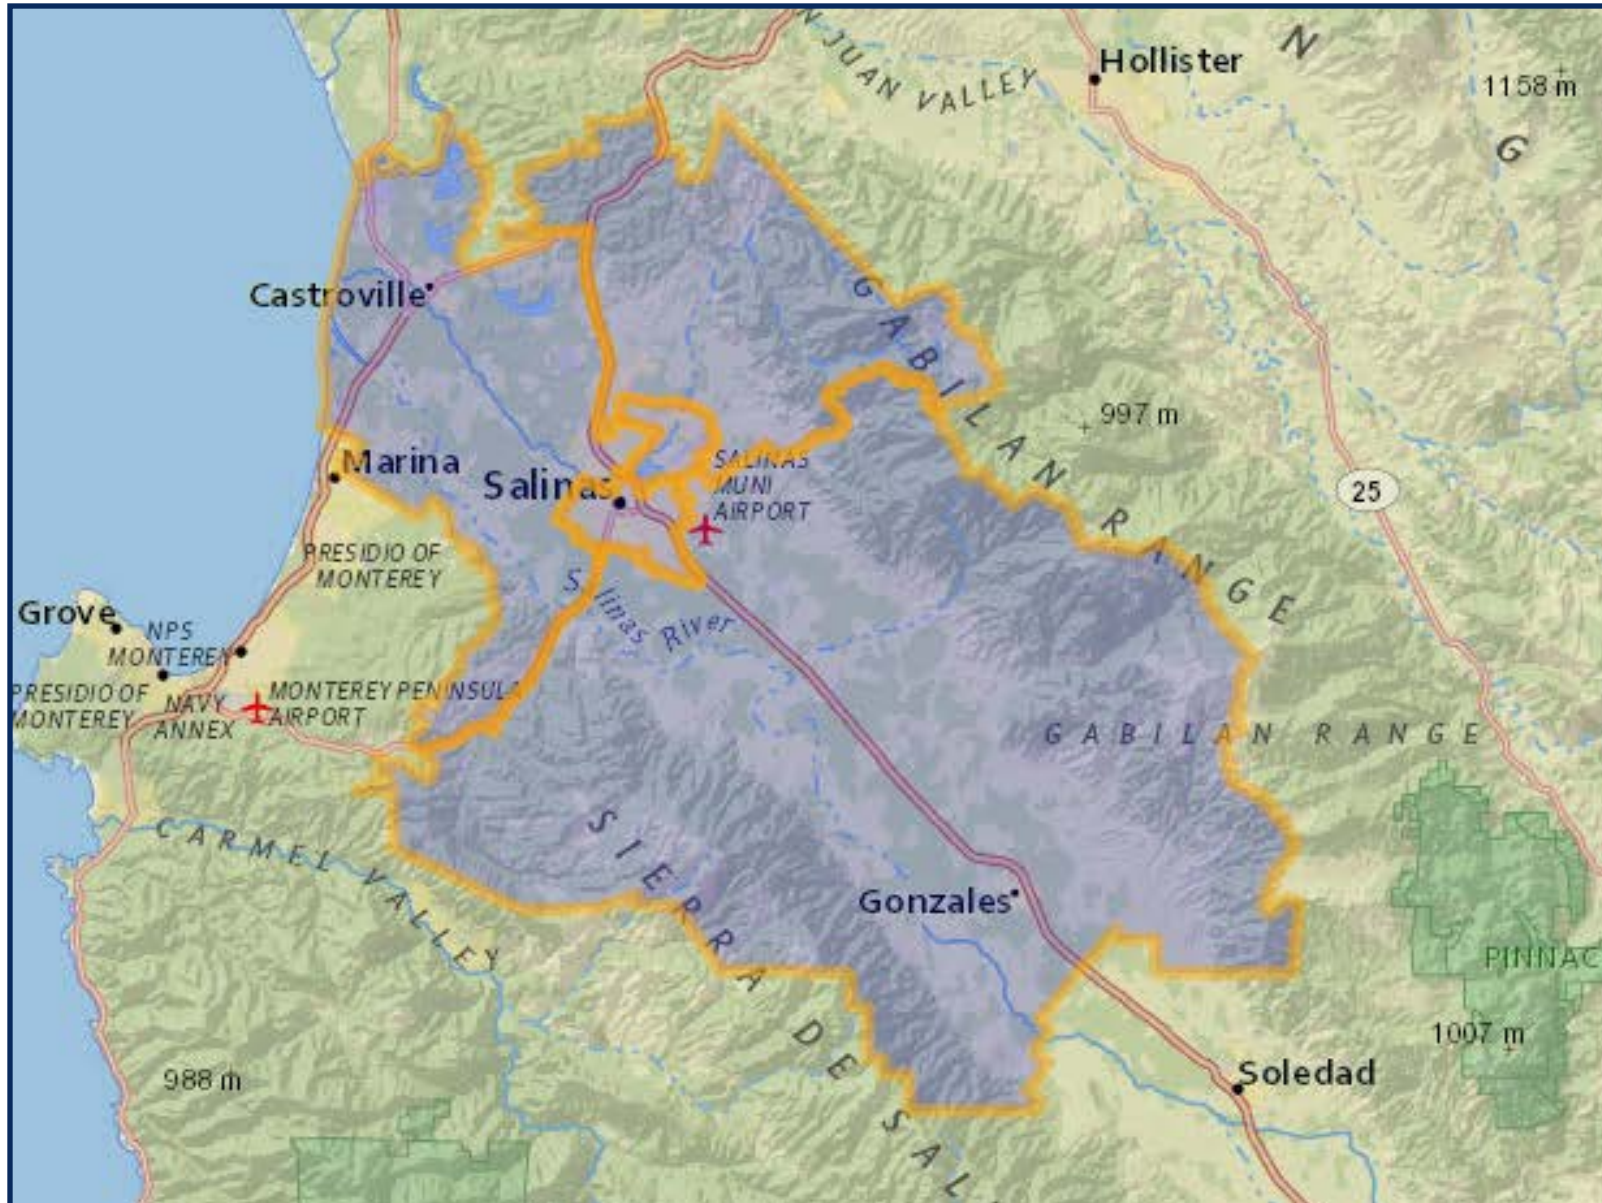 N JUAN VALLEY
Hollister
N
G
1158 m
Castroville
GABILAN RANGE
997 m
Marina
Salinas
SALINAS
MUNI
AIRPORT
25
PRESIDIO OF
MONTEREY
Salinas River
Grove
NPS
MONTEREY
PRESIDIO OF
MONTEREY
NAVY
ANNEX
MONTEREY PENINSULA
AIRPORT
GABILAN RANGE
CARMEL VALLEY
SIERRA DE SAL
Gonzales
PINNAC
1007 m
988 m
Soledad